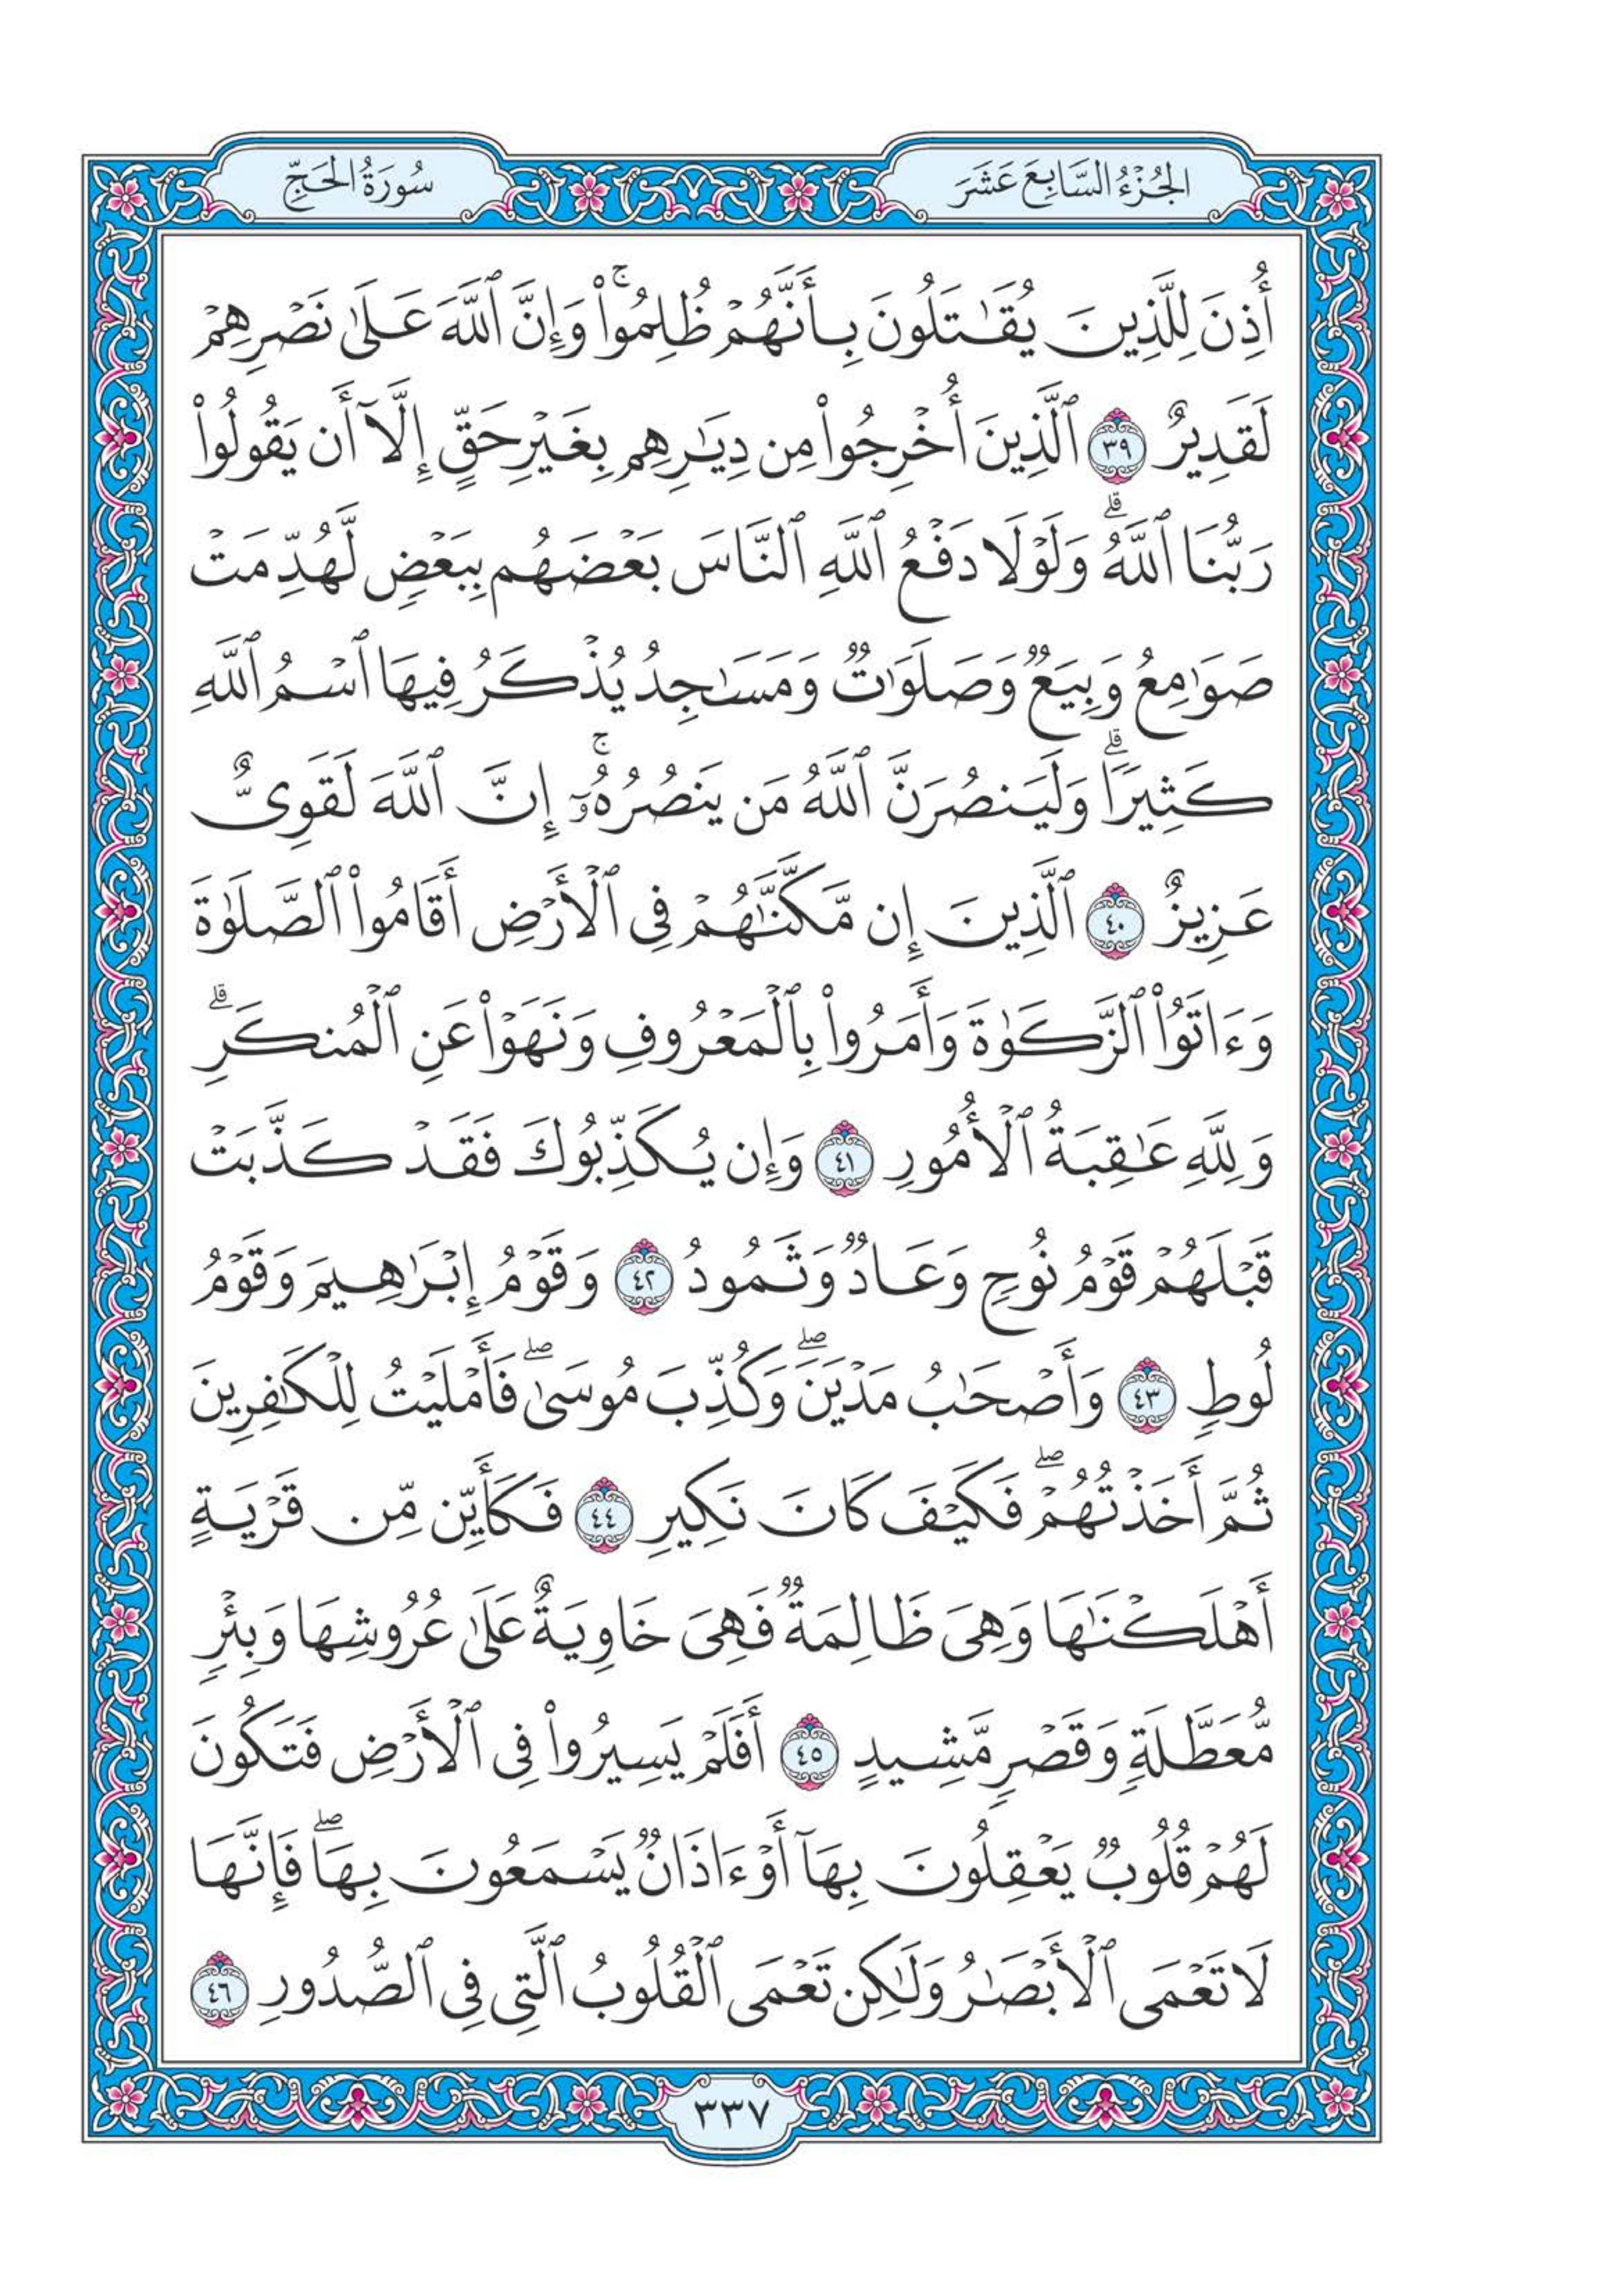 الجُزْءُ السَّابِعَ عَشَرَ
سُورَةُ الحَجِّ
أُذِنَ لِلَّذِينَ يُقَـٰتَلُونَ بِأَنَّهُمۡ ظُلِمُواْۚ وَإِنَّ ٱللَّهَ عَلَىٰ نَصۡرِهِمۡ
لَقَدِيرٌ ٣٩ ٱلَّذِينَ أُخۡرِجُواْ مِن دِيَـٰرِهِم بِغَيۡرِ حَقٍّ إِلَّآ أَن يَقُولُواْ
رَبُّنَا ٱللَّهُۗ وَلَوۡلَا دَفۡعُ ٱللَّهِ ٱلنَّاسَ بَعۡضَهُم بِبَعۡضٍ لَّهُدِّمَتۡ
صَوَٰمِعُ وَبِيَعٌ وَصَلَوَٰتٌ وَمَسَـٰجِدُ يُذۡكَرُ فِيهَا ٱسۡمُ ٱللَّهِ
كَثِيرًاۗ وَلَيَنصُرَنَّ ٱللَّهُ مَن يَنصُرُهُۥٓۚ إِنَّ ٱللَّهَ لَقَوِىٌّ
عَزِيزٌ ٤٠ ٱلَّذِينَ إِن مَّكَّنَّـٰهُمۡ فِى ٱلۡأَرۡضِ أَقَامُواْ ٱلصَّلَوٰةَ
وَءَاتَوُاْ ٱلزَّكَوٰةَ وَأَمَرُواْ بِٱلۡمَعۡرُوفِ وَنَهَوۡاْ عَنِ ٱلۡمُنكَرِۗ
وَلِلَّهِ عَـٰقِبَةُ ٱلۡأُمُورِ ٤١ وَإِن يُكَذِّبُوكَ فَقَدۡ كَذَّبَتۡ
قَبۡلَهُمۡ قَوۡمُ نُوحٍ وَعَادٌ وَثَمُودُ ٤٢ وَقَوۡمُ إِبۡرَٰهِيمَ وَقَوۡمُ
لُوطٍ ٤٣ وَأَصۡحَـٰبُ مَدۡيَنَۖ وَكُذِّبَ مُوسَىٰۖ فَأَمۡلَيۡتُ لِلۡكَـٰفِرِينَ
ثُمَّ أَخَذۡتُهُمۡۖ فَكَيۡفَ كَانَ نَكِيرِ ٤٤ فَكَأَيِّن مِّن قَرۡيَةٍ
أَهۡلَكۡنَـٰهَا وَهِىَ ظَالِمَةٌ فَهِىَ خَاوِيَةٌ عَلَىٰ عُرُوشِهَا وَبِئۡرٍ
مُّعَطَّلَةٍ وَقَصۡرٍ مَّشِيدٍ ٤٥ أَفَلَمۡ يَسِيرُواْ فِى ٱلۡأَرۡضِ فَتَكُونَ
لَهُمۡ قُلُوبٌ يَعۡقِلُونَ بِهَآ أَوۡ ءَاذَانٌ يَسۡمَعُونَ بِهَاۖ فَإِنَّهَا
لَا تَعۡمَى ٱلۡأَبۡصَـٰرُ وَلَـٰكِن تَعۡمَى ٱلۡقُلُوبُ ٱلَّتِى فِى ٱلصُّدُورِ ٤٦
٣٣٧